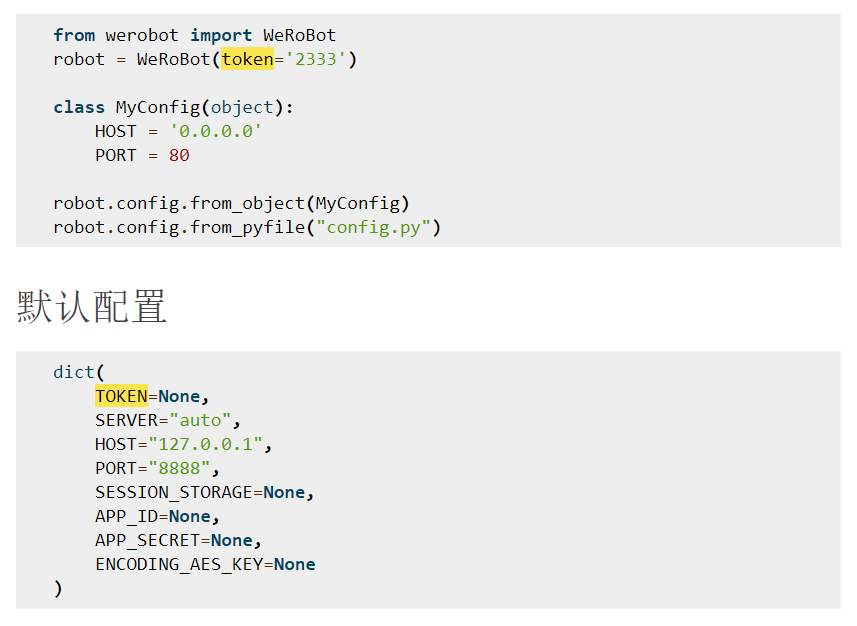 from werobot import WeRoBot
robot = WeRoBot(token='2333')
class MyConfig(object):
    HOST = '0.0.0.0'
    PORT = 80
robot.config.from_object(MyConfig)
robot.config.from_pyfile("config.py")
默认配置
dict(
    TOKEN=None,
    SERVER="auto",
    HOST="127.0.0.1",
    PORT="8888",
    SESSION_STORAGE=None,
    APP_ID=None,
    APP_SECRET=None,
    ENCODING_AES_KEY=None
)